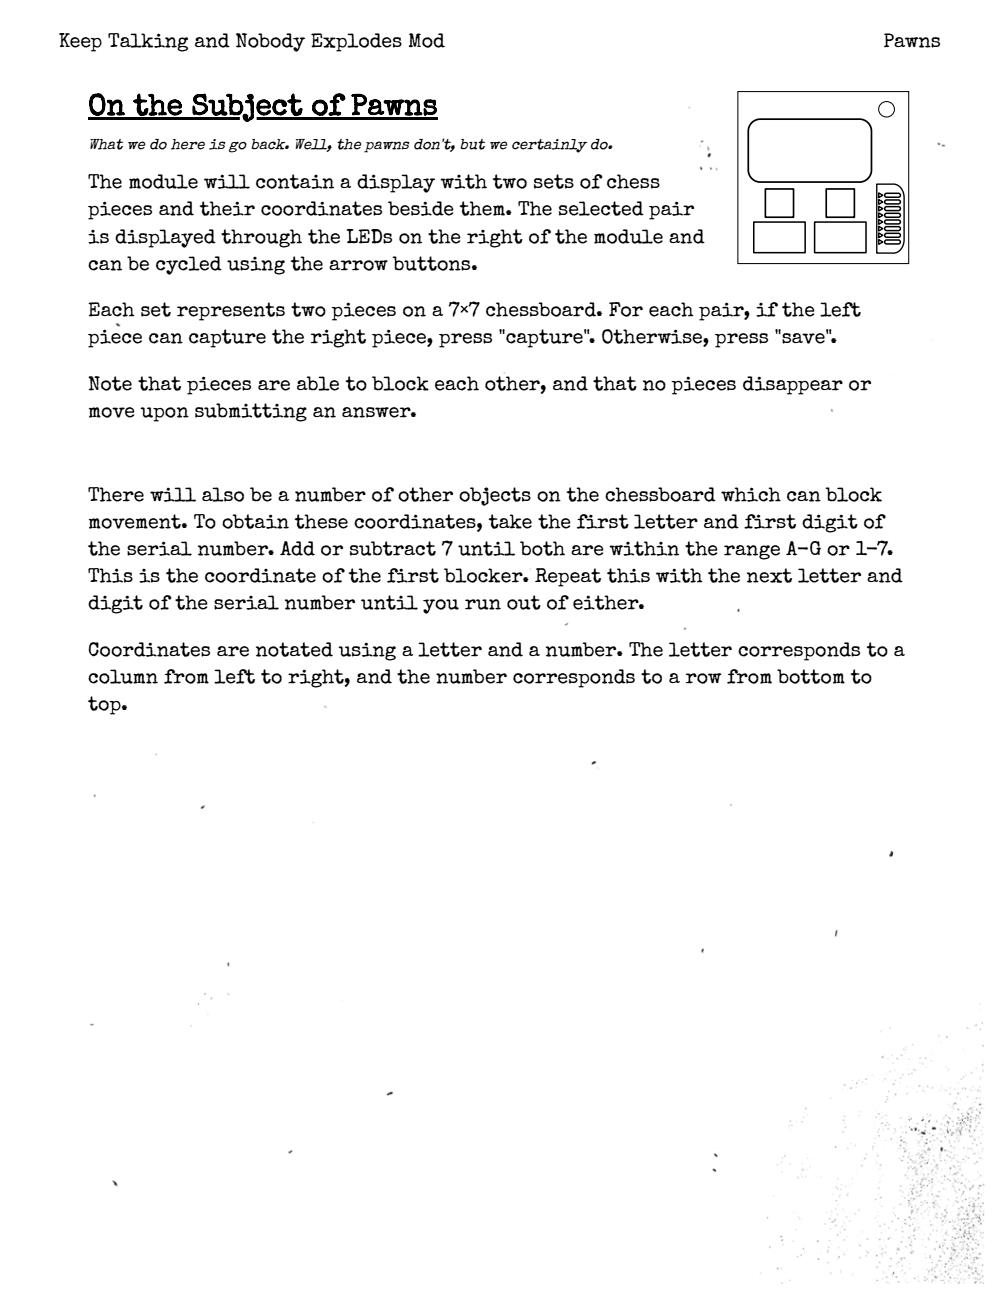 Keep Talking and Nobody Explodes Mod
Pawns
On the Subject of Pawns
What we do here is go back. Well, the pawns don't, but we certainly do.
The module will contain a display with two sets of chess
pieces and their coordinates beside them. The selected pair
is displayed through the LEDs on the right of the module and
can be cycled using the arrow buttons.
Each set represents two pieces on a 7×7 chessboard. For each pair, if the left
piece can capture the right piece, press "capture". Otherwise, press "save".
Note that pieces are able to block each other, and that no pieces disappear or
move upon submitting an answer.
There will also be a number of other objects on the chessboard which can block
movement. To obtain these coordinates, take the first letter and first digit of
the serial number. Add or subtract 7 until both are within the range A-G or 1-7.
This is the coordinate of the first blocker. Repeat this with the next letter and
digit of the serial number until you run out of either.
Coordinates are notated using a letter and a number. The letter corresponds to a
column from left to right, and the number corresponds to a row from bottom to
top.